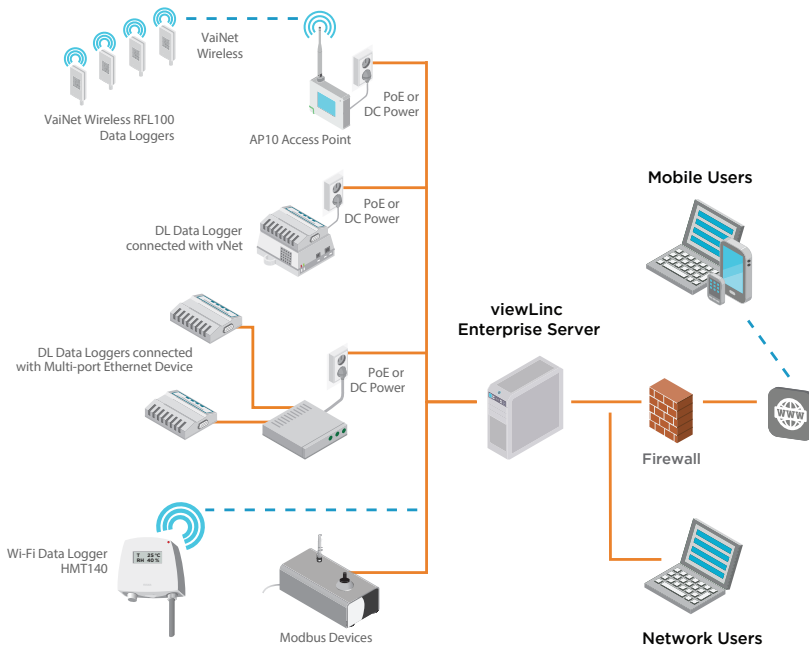 VaiNet
Wireless
VaiNet Wireless RFL100
Data Loggers
AP10 Access Point
PoE or
DC Power
DL Data Logger
connected with vNet
PoE or
DC Power
DL Data Loggers connected
with Multi-port Ethernet Device
PoE or
DC Power
Wi-Fi Data Logger
HMT140
T 25°C
RH 40%
Modbus Devices
viewLinc
Enterprise Server
Mobile Users
Firewall
WWW
Network Users